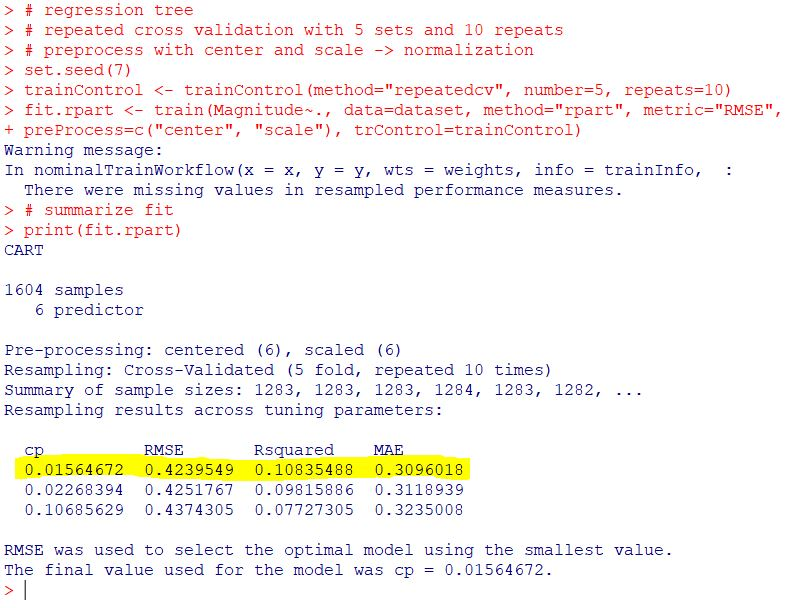 > # regression tree
> # repeated cross validation with 5 sets and 10 repeats
> # preprocess with center and scale -> normalization
> set.seed(7)
> trainControl <- trainControl(method="repeatedcv", number=5, repeats=10)
> fit.rpart <- train(Magnitude~., data=dataset, method="rpart", metric="RMSE",
+ preProcess=c("center", "scale"), trControl=trainControl)
Warning message:
In nominalTrainWorkflow(x = x, y = y, wts = weights, info = trainInfo,  :
  There were missing values in resampled performance measures.
> # summarize fit
> print(fit.rpart)
CART

1604 samples
   6 predictor

Pre-processing: centered (6), scaled (6)
Resampling: Cross-Validated (5 fold, repeated 10 times)
Summary of sample sizes: 1283, 1283, 1283, 1284, 1283, 1282, ...
Resampling results across tuning parameters:

  cp          RMSE       Rsquared    MAE
  0.01564672  0.4239549  0.10835488  0.3096018
  0.02268394  0.4251767  0.09815886  0.3118939
  0.10685629  0.4374305  0.07727305  0.3235008

RMSE was used to select the optimal model using the smallest value.
The final value used for the model was cp = 0.01564672.
>